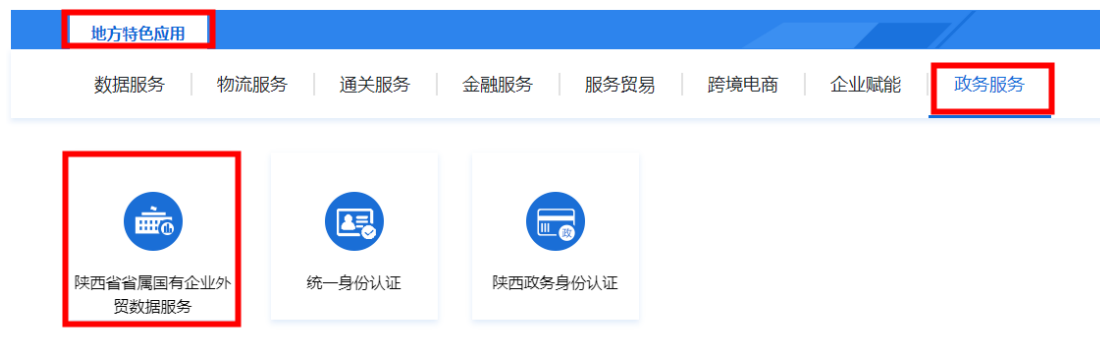 地方特色应用
数据服务 物流服务 通关服务 金融服务 服务贸易 跨境电商 企业赋能 政务服务
政
陕西省省属国有企业外 统一身份认证 陕西政务身份认证
贸数据服务